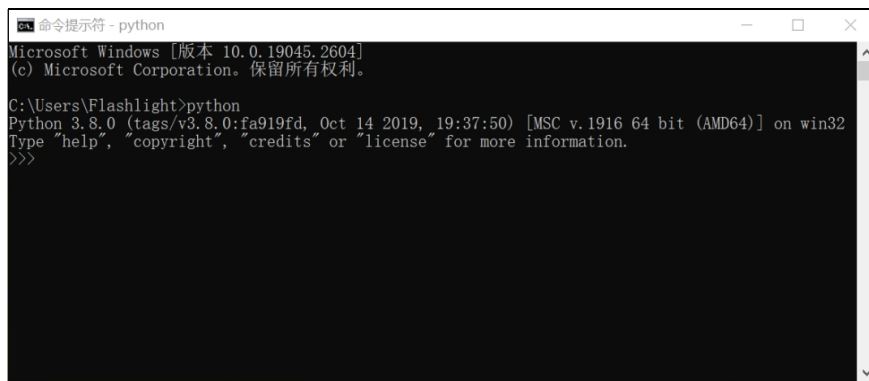 命令提示符 - python
Microsoft Windows [版本 10.0.19045.2604]
(c) Microsoft Corporation。保留所有权利。
C:\Users\Flashlight>python
Python 3.8.0 (tags/v3.8.0:fa919fd, Oct 14 2019, 19:37:50) [MSC v.1916 64 bit (AMD64)] on win32
Type "help", "copyright", "credits" or "license" for more information.
>>>